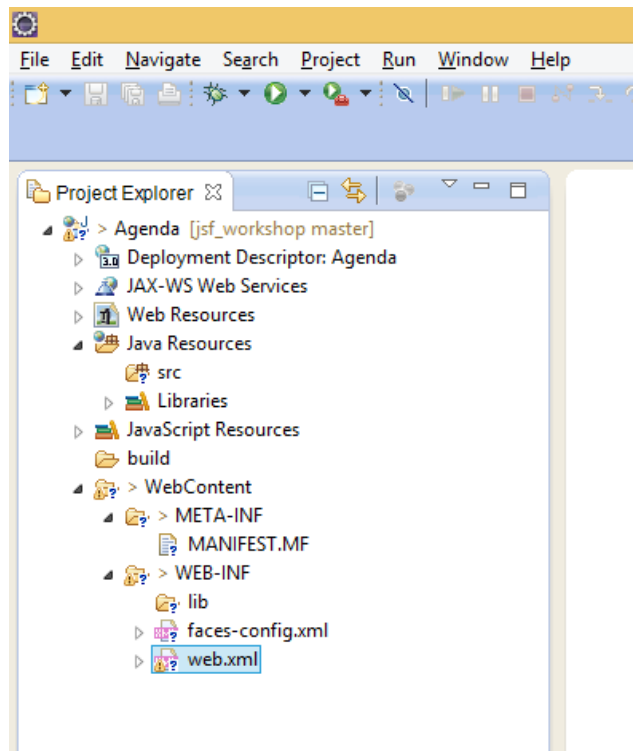 File Edit Navigate Search Project Run Window Help
Project Explorer
> Agenda [jsf_workshop master]
3.0 Deployment Descriptor: Agenda
JAX-WS Web Services
Web Resources
Java Resources
src
Libraries
JavaScript Resources
build
> WebContent
> META-INF
MANIFEST.MF
> WEB-INF
lib
faces-config.xml
web.xml